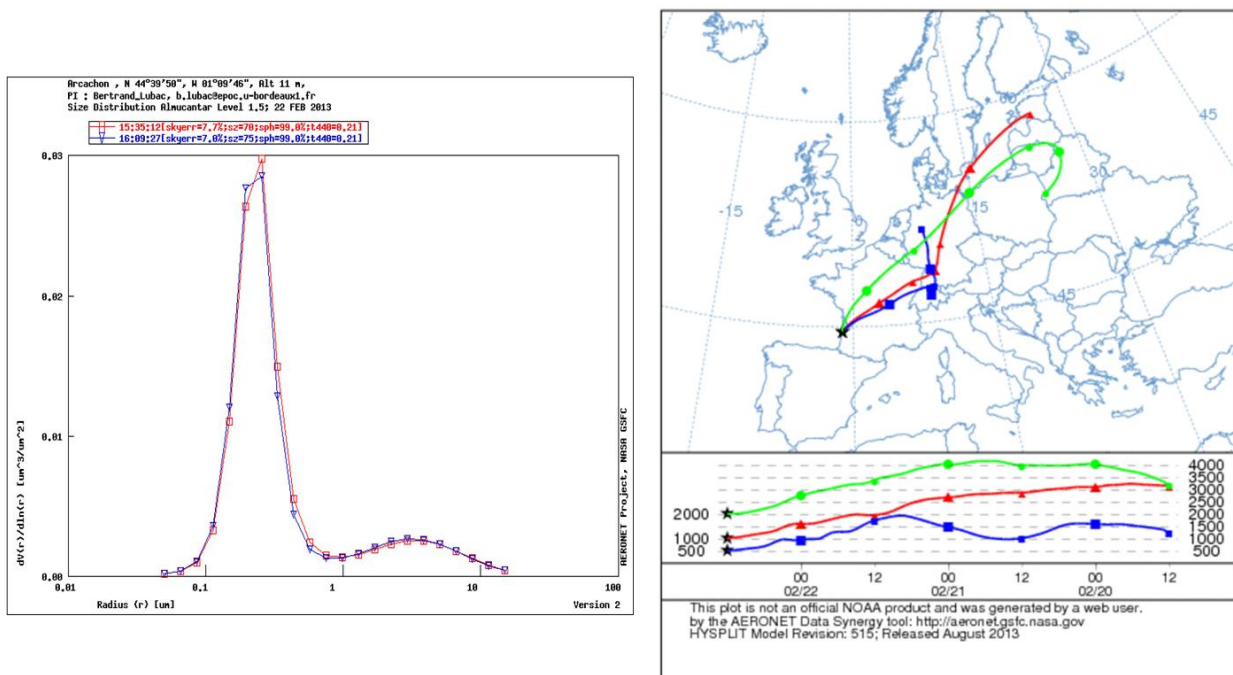 Arcachon , N 44°39'50", W 01°09'46", Alt 11 m,
PI : Bertrand_Lubac, b.lubac@epoc.u-bordeaux1.fr
Size Distribution Almucantar Level 1.5; 22 FEB 2013
15:35:12[skyerr=7.7%;sz=70;sph=99.0%;t440=0.21]
16:09:27[skyerr=7.0%;sz=75;sph=99.0%;t440=0.21]
0.03
0.02
0.01
0.00
dV(r)/dln(r) [um^3/um^2]
AERONET Project, NASA GSFC
0.01 0.1 1 10 100
Radius (r) [um]
Version 2
60
45
-15
30
15
45
4000
3500
3000
2500
2000 2000
1500
1000 1000
500 500
00 12 00 12 00 12
02/22 02/21 02/20
This plot is not an official NOAA product and was generated by a web user.
by the AERONET Data Synergy tool: http://aeronet.gsfc.nasa.gov
HYSPLIT Model Revision: 515; Released August 2013